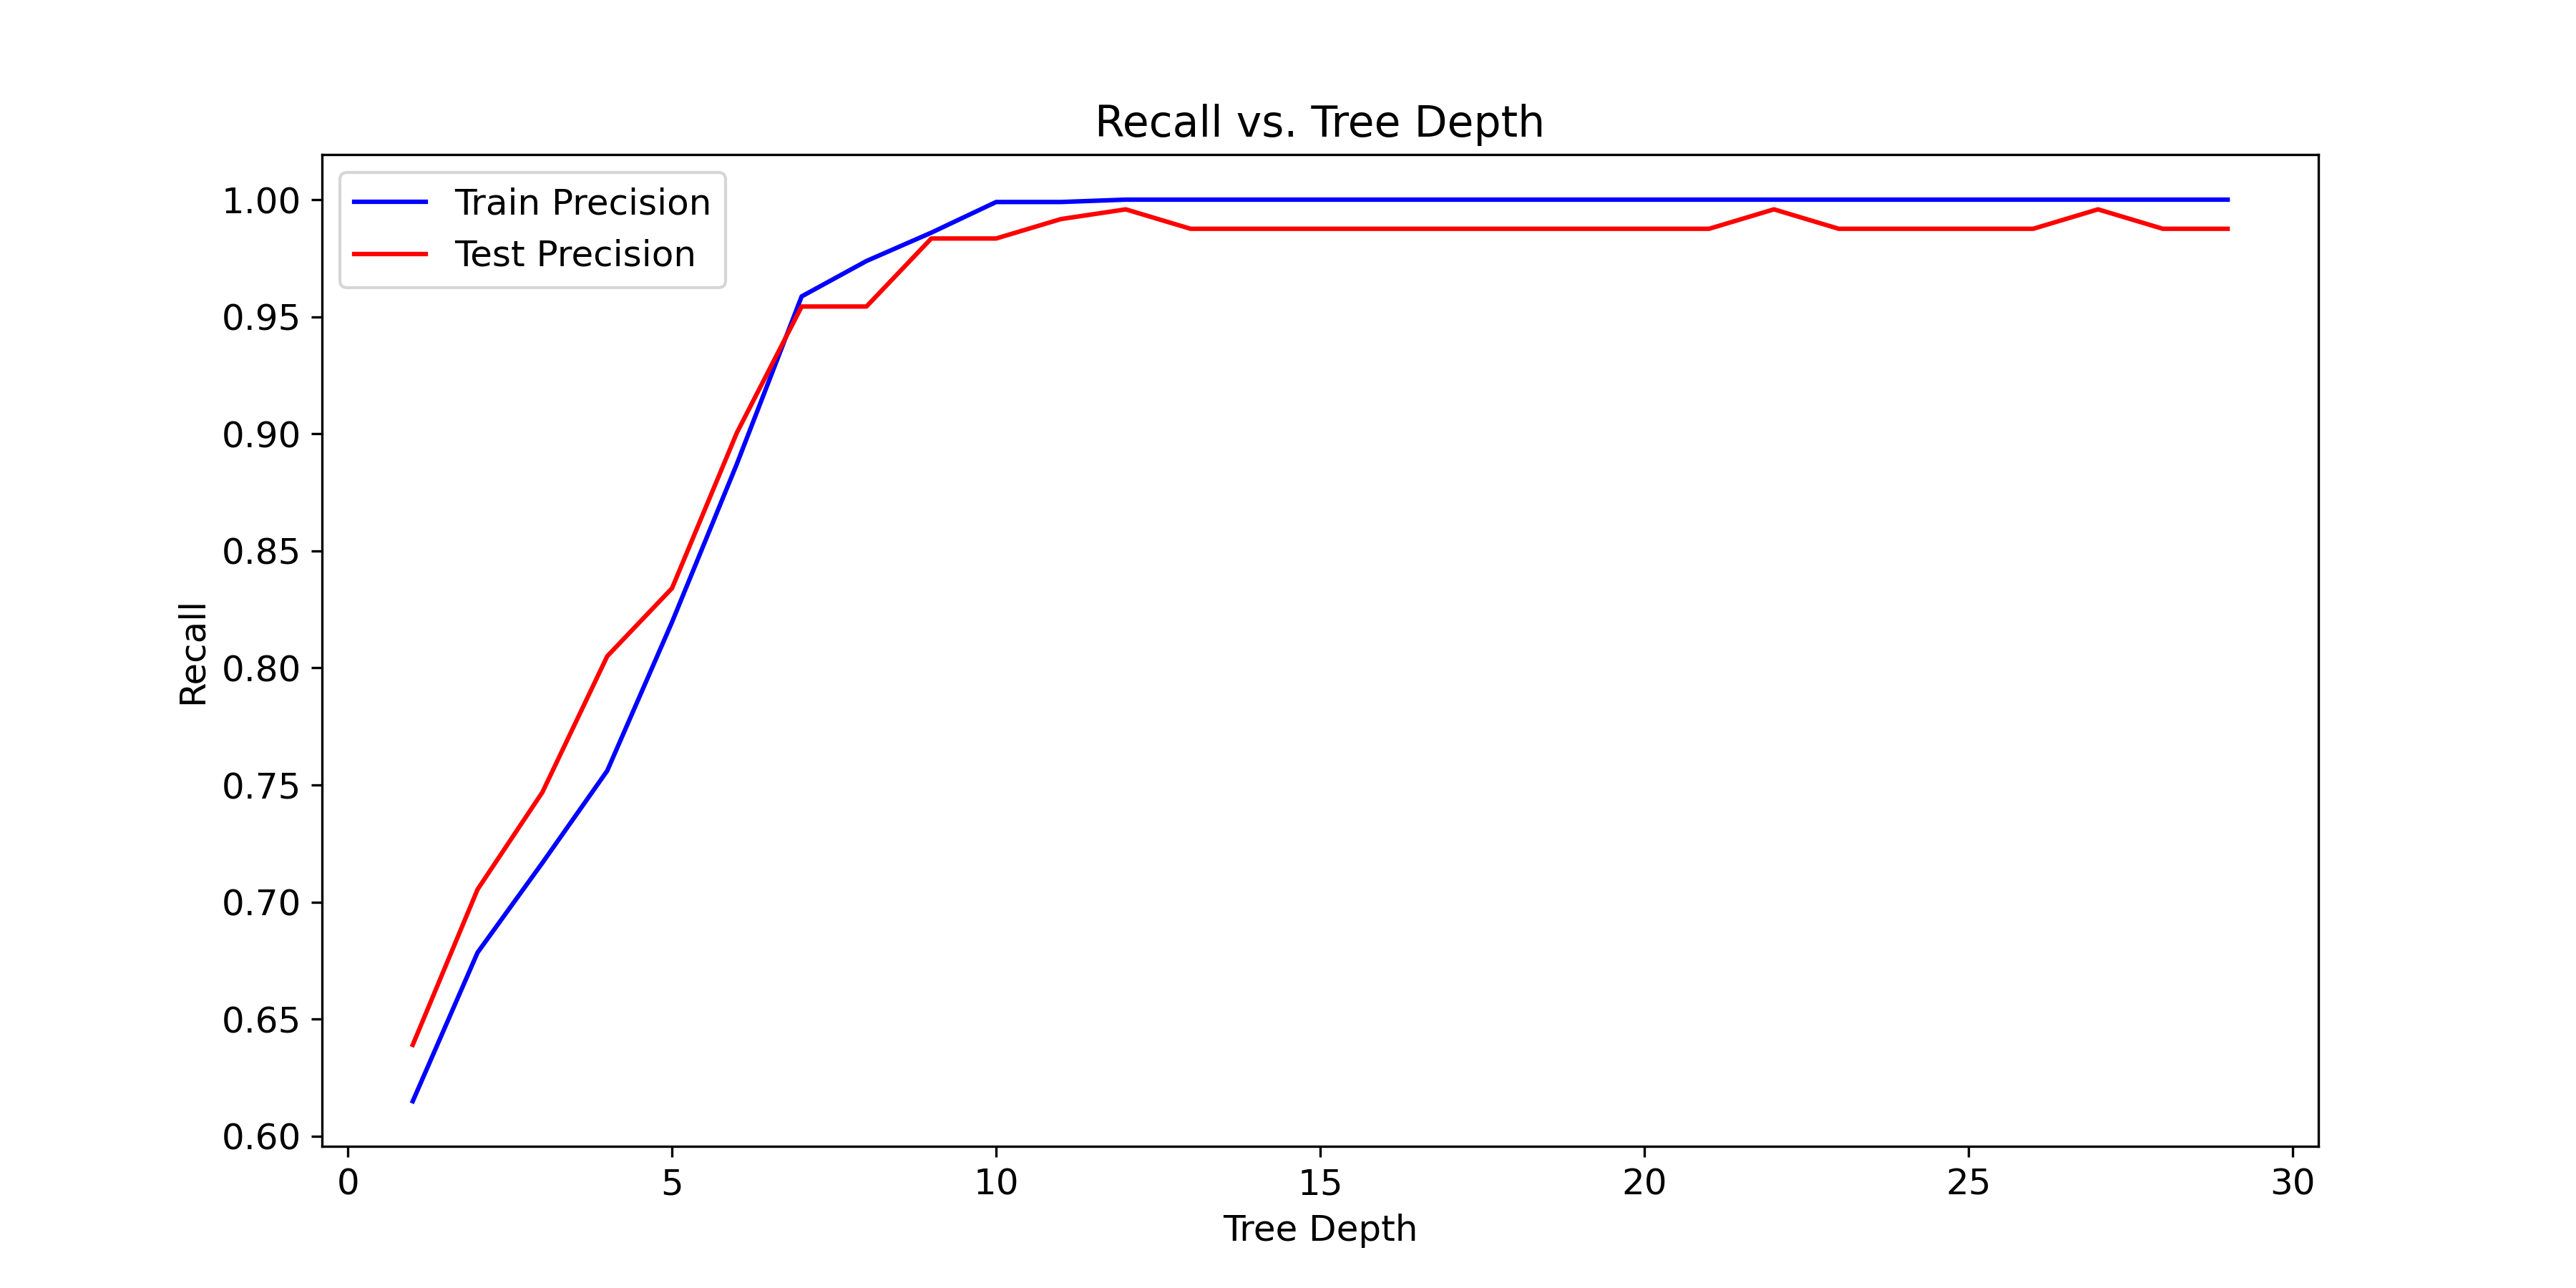 Recall vs. Tree Depth
Train Precision
Test Precision
1.00
0.95
0.90
0.85
0.80
0.75
0.70
0.65
0.60
Recall
0 5 10 15 20 25 30
Tree Depth